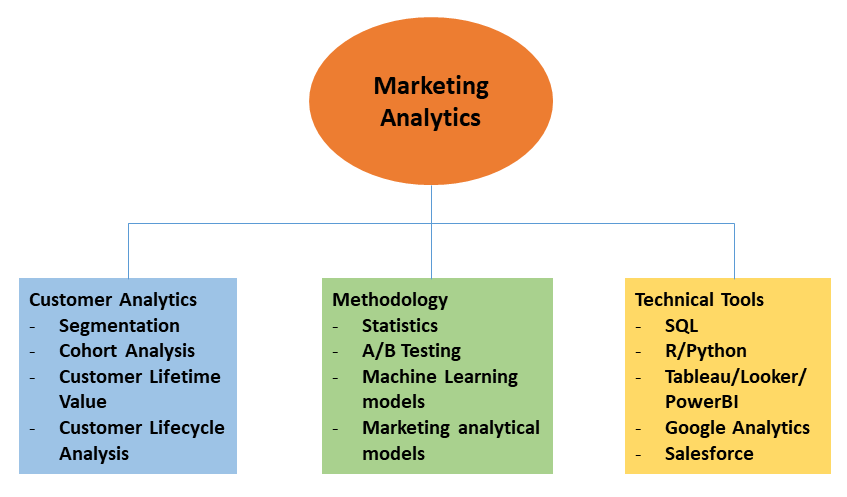 Marketing
Analytics
Customer Analytics
- Segmentation
- Cohort Analysis
- Customer Lifetime
Value
- Customer Lifecycle
Analysis
Methodology
- Statistics
- A/B Testing
- Machine Learning
models
- Marketing analytical
models
Technical Tools
- SQL
- R/Python
- Tableau/Looker/
PowerBI
- Google Analytics
- Salesforce